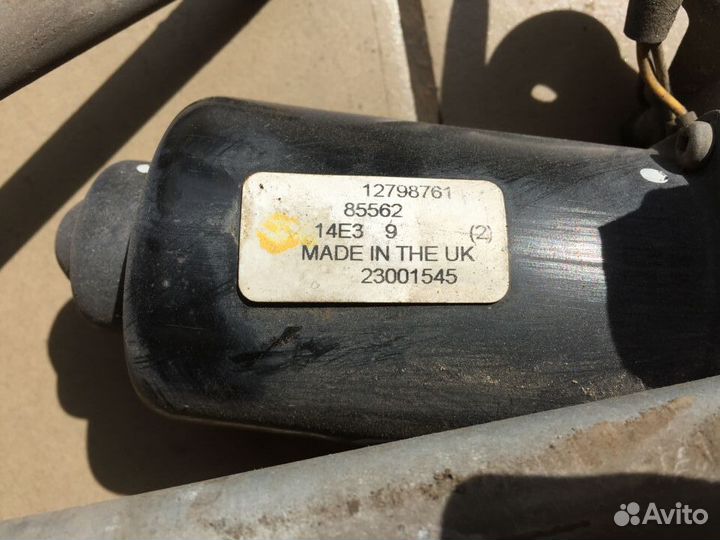 12798761
85562
14E3 9 (2)
MADE IN THE UK
23001545
Avito